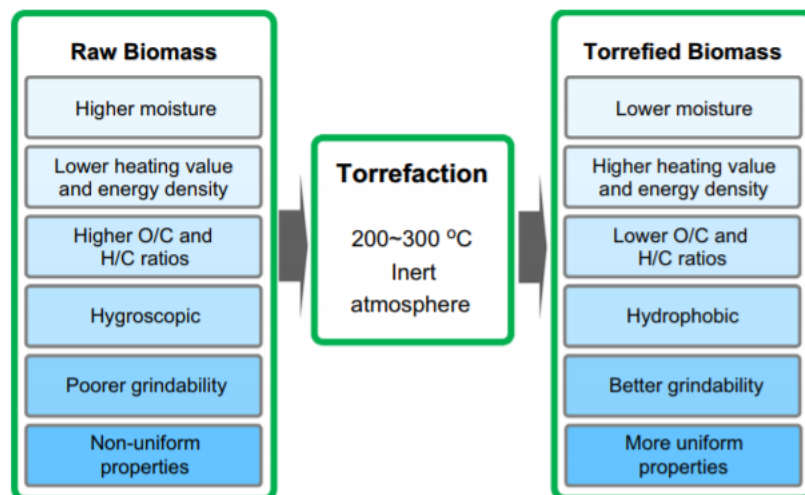 Raw Biomass
Higher moisture
Lower heating value
and energy density
Higher O/C and
H/C ratios
Hygroscopic
Poorer grindability
Non-uniform
properties
Torrefaction
200~300 ºC
Inert
atmosphere
Torrefied Biomass
Lower moisture
Higher heating value
and energy density
Lower O/C and
H/C ratios
Hydrophobic
Better grindability
More uniform
properties